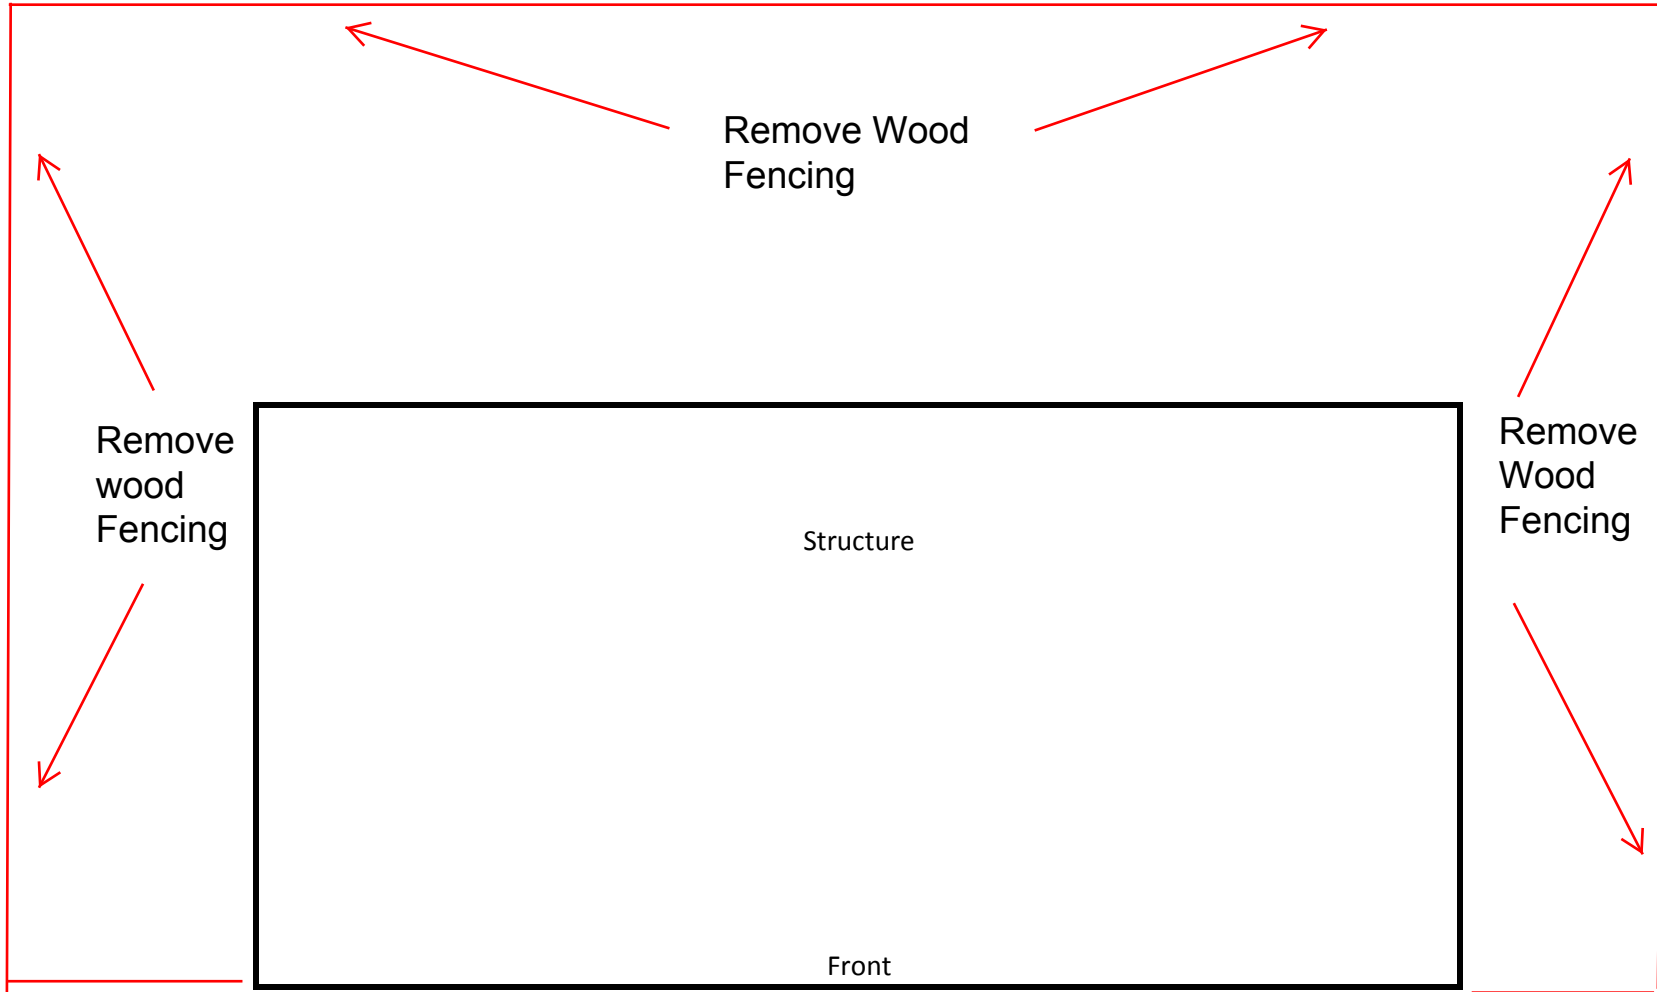 Remove Wood
Fencing
Remove
wood
Fencing
Structure
Remove
Wood
Fencing
Front